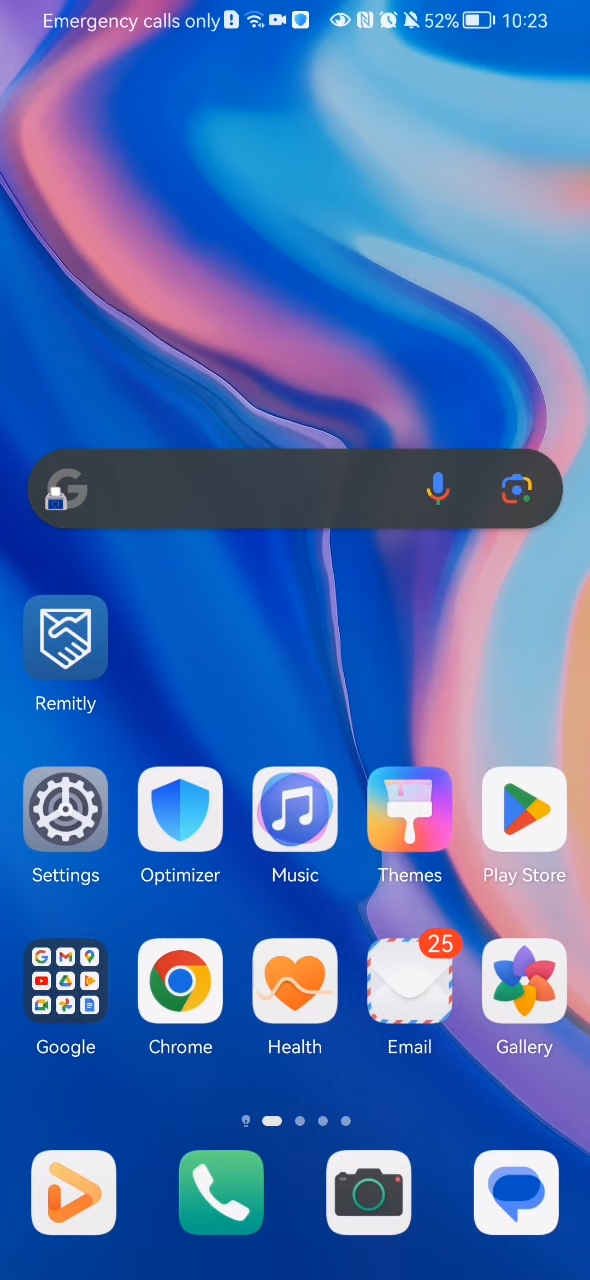 Emergency calls only 52% 10:23
Remitly
Settings Optimizer Music Themes Play Store
25
Google Chrome Health Email Gallery